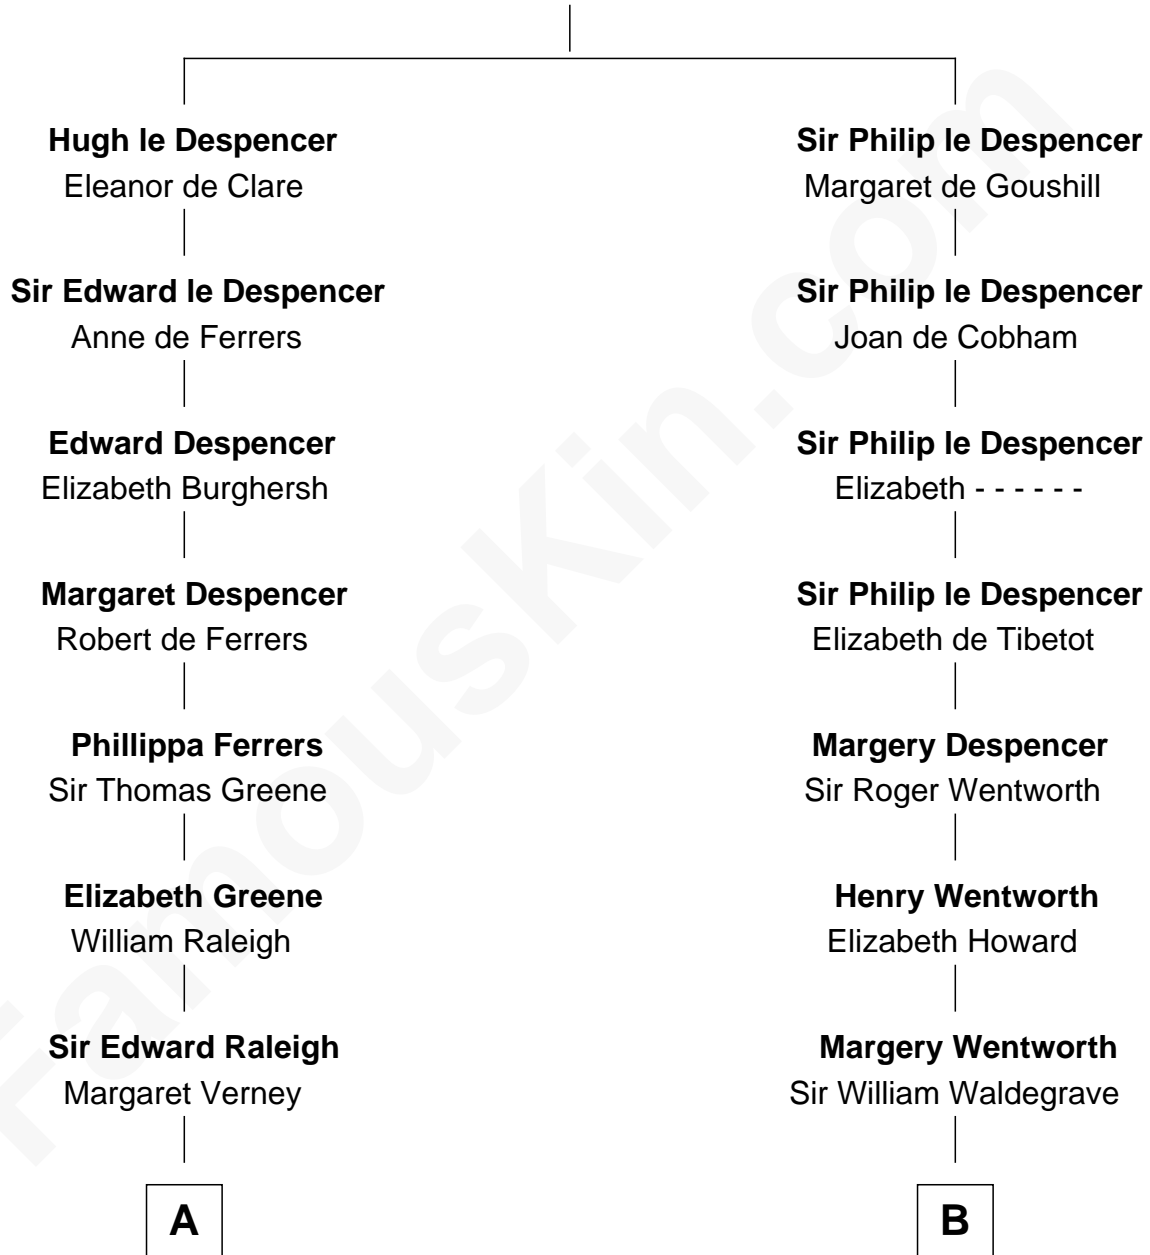 Hugh le Despencer
Eleanor de Clare
Sir Edward le Despencer
Anne de Ferrers
Edward Despencer
Elizabeth Burghersh
Margaret Despencer
Robert de Ferrers
Phillippa Ferrers
Sir Thomas Greene
Elizabeth Greene
William Raleigh
Sir Edward Raleigh
Margaret Verney
A
Sir Philip le Despencer
Margaret de Goushill
Sir Philip le Despencer
Joan de Cobham
Sir Philip le Despencer
Elizabeth - - - - - -
Sir Philip le Despencer
Elizabeth de Tibetot
Margery Despencer
Sir Roger Wentworth
Henry Wentworth
Elizabeth Howard
Margery Wentworth
Sir William Waldegrave
B
FamousKin.com